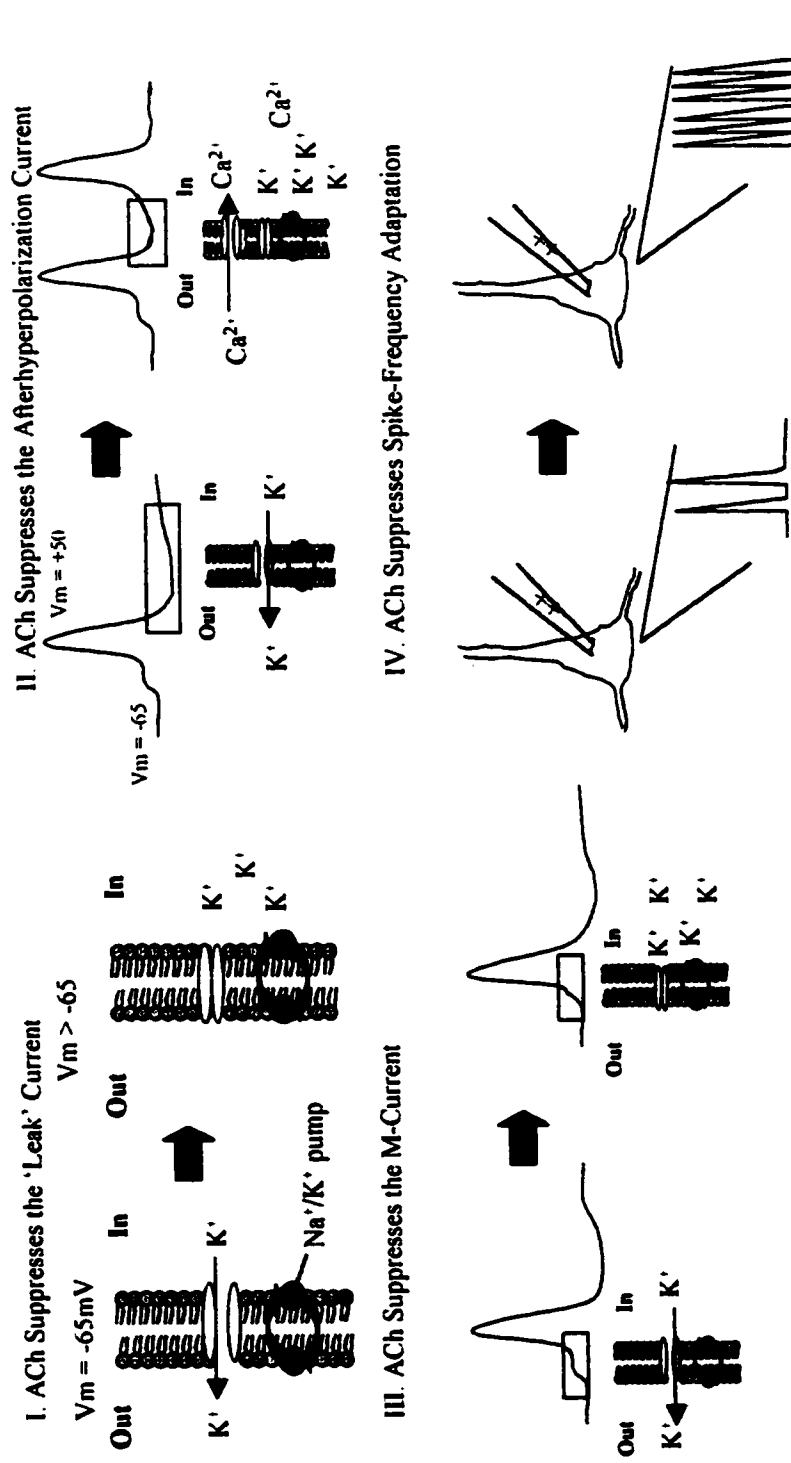 I. ACh Suppresses the 'Leak' Current
Vm = -65mV
Vm > -65
Out
In
Out
In
K⁺
K⁺
K⁺
K⁺
K⁺
Na⁺/K⁺ pump
II. ACh Suppresses the Afterhyperpolarization Current
Vm = -65
Vm = +50
Out
In
Out
In
K⁺
K⁺
Ca²⁺
Ca²⁺
Ca²⁺
K⁺
K⁺
K⁺
K⁺
III. ACh Suppresses the M-Current
Out
In
Out
In
K⁺
K⁺
K⁺
K⁺
K⁺
K⁺
IV. ACh Suppresses Spike-Frequency Adaptation